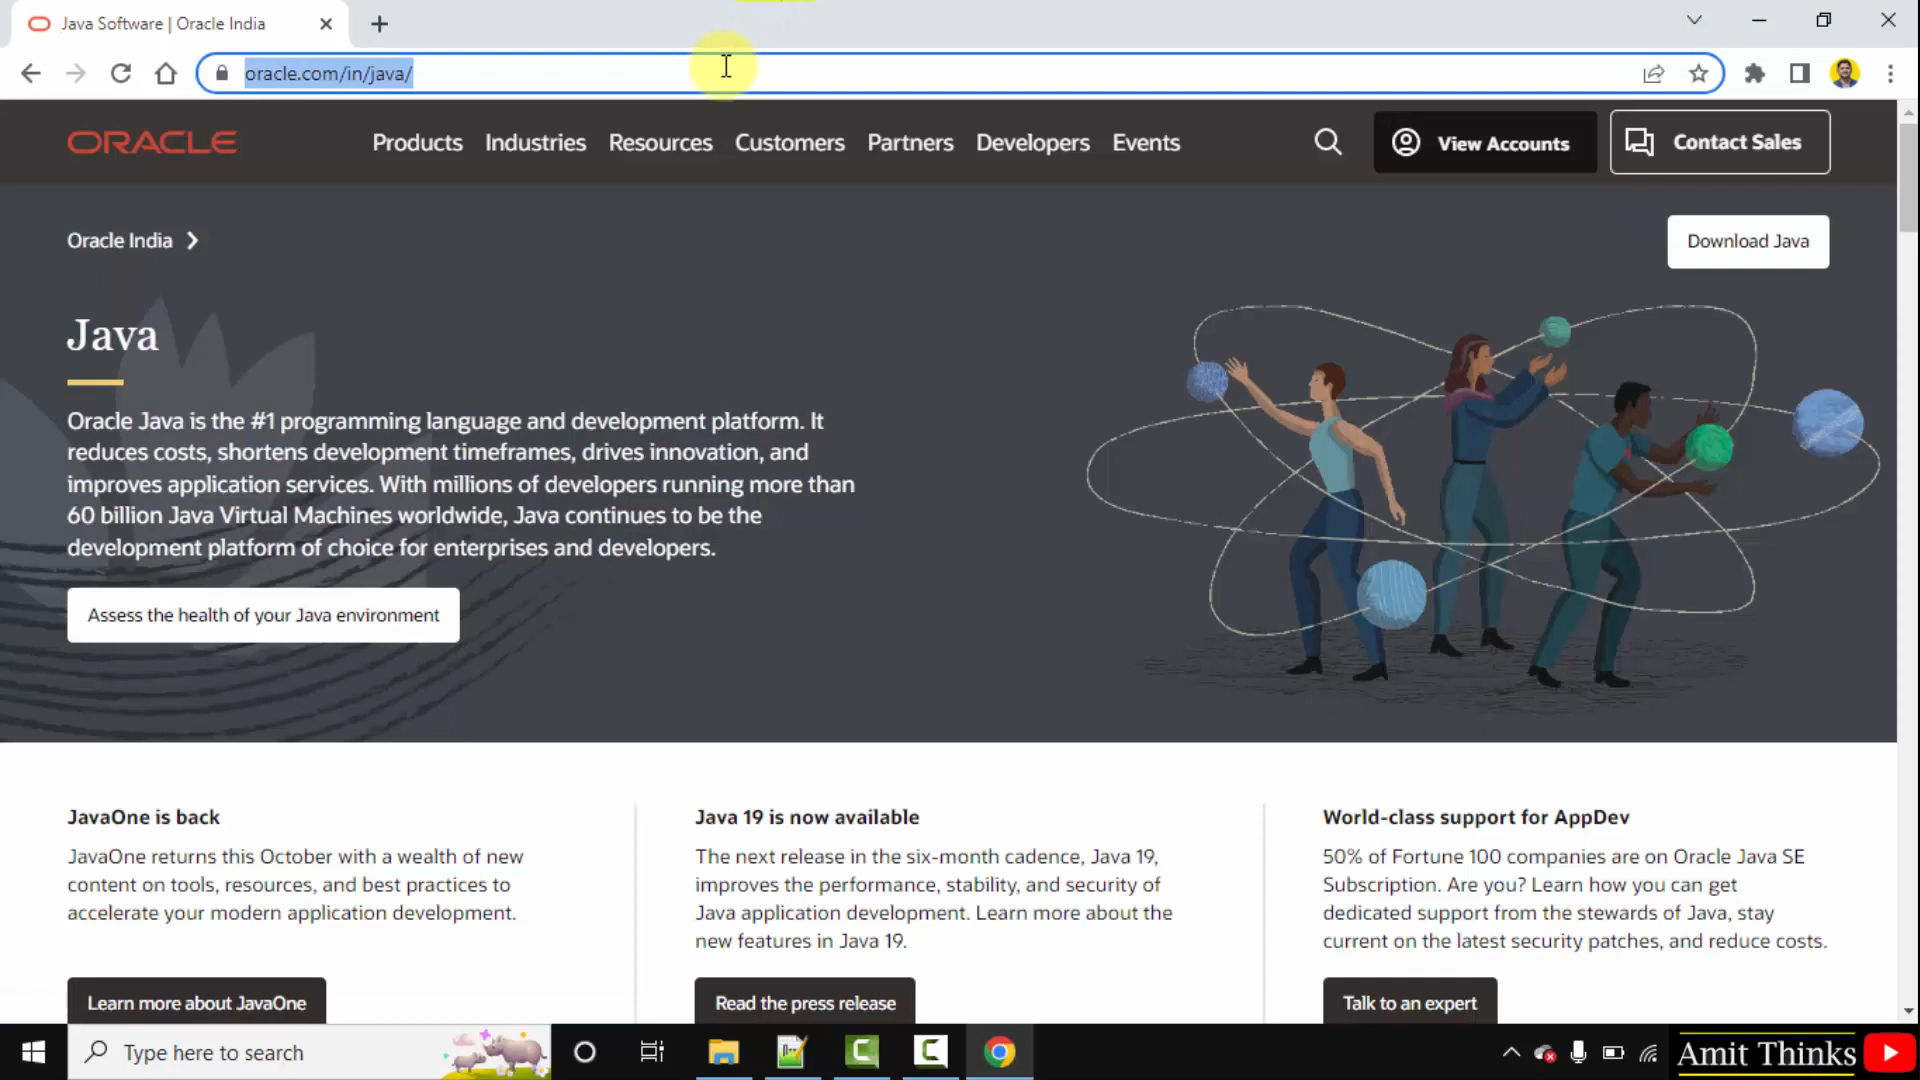 Java Software | Oracle India
oracle.com/in/java/
ORACLE
Products Industries Resources Customers Partners Developers Events
View Accounts
Contact Sales
Oracle India
Download Java
Java
Oracle Java is the #1 programming language and development platform. It
reduces costs, shortens development timeframes, drives innovation, and
improves application services. With millions of developers running more than
60 billion Java Virtual Machines worldwide, Java continues to be the
development platform of choice for enterprises and developers.
Assess the health of your Java environment
JavaOne is back
JavaOne returns this October with a wealth of new
content on tools, resources, and best practices to
accelerate your modern application development.
Learn more about JavaOne
Java 19 is now available
The next release in the six-month cadence, Java 19,
improves the performance, stability, and security of
Java application development. Learn more about the
new features in Java 19.
Read the press release
World-class support for AppDev
50% of Fortune 100 companies are on Oracle Java SE
Subscription. Are you? Learn how you can get
dedicated support from the stewards of Java, stay
current on the latest security patches, and reduce costs.
Talk to an expert
Type here to search
Amit Thinks